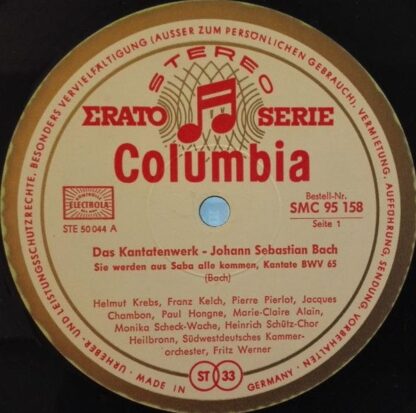 URHEBER- UND LEISTUNGSSCHUTZRECHTE, BESONDERS VERVIELFÄLTIGUNG (AUSSER ZUM PERSÖNLICHEN GEBRAUCH), VERMIETUNG, AUFFÜHRUNG, SENDUNG, VORBEHALTEN ·
STEREO
ERATO SERIE
Columbia
ELECTROLA
STE 50 044 A
Bestell-Nr.
SMC 95 158
Seite 1
Das Kantatenwerk - Johann Sebastian Bach
Sie werden aus Saba alle kommen, Kantate BWV 65
(Bach)
Helmut Krebs, Franz Kelch, Pierre Pierlot, Jacques
Chambon, Paul Hongne, Marie-Claire Alain,
Monika Scheck-Wache, Heinrich Schütz-Chor
Heilbronn, Südwestdeutsches Kammer-
orchester, Fritz Werner
MADE IN GERMANY ·
ST 33